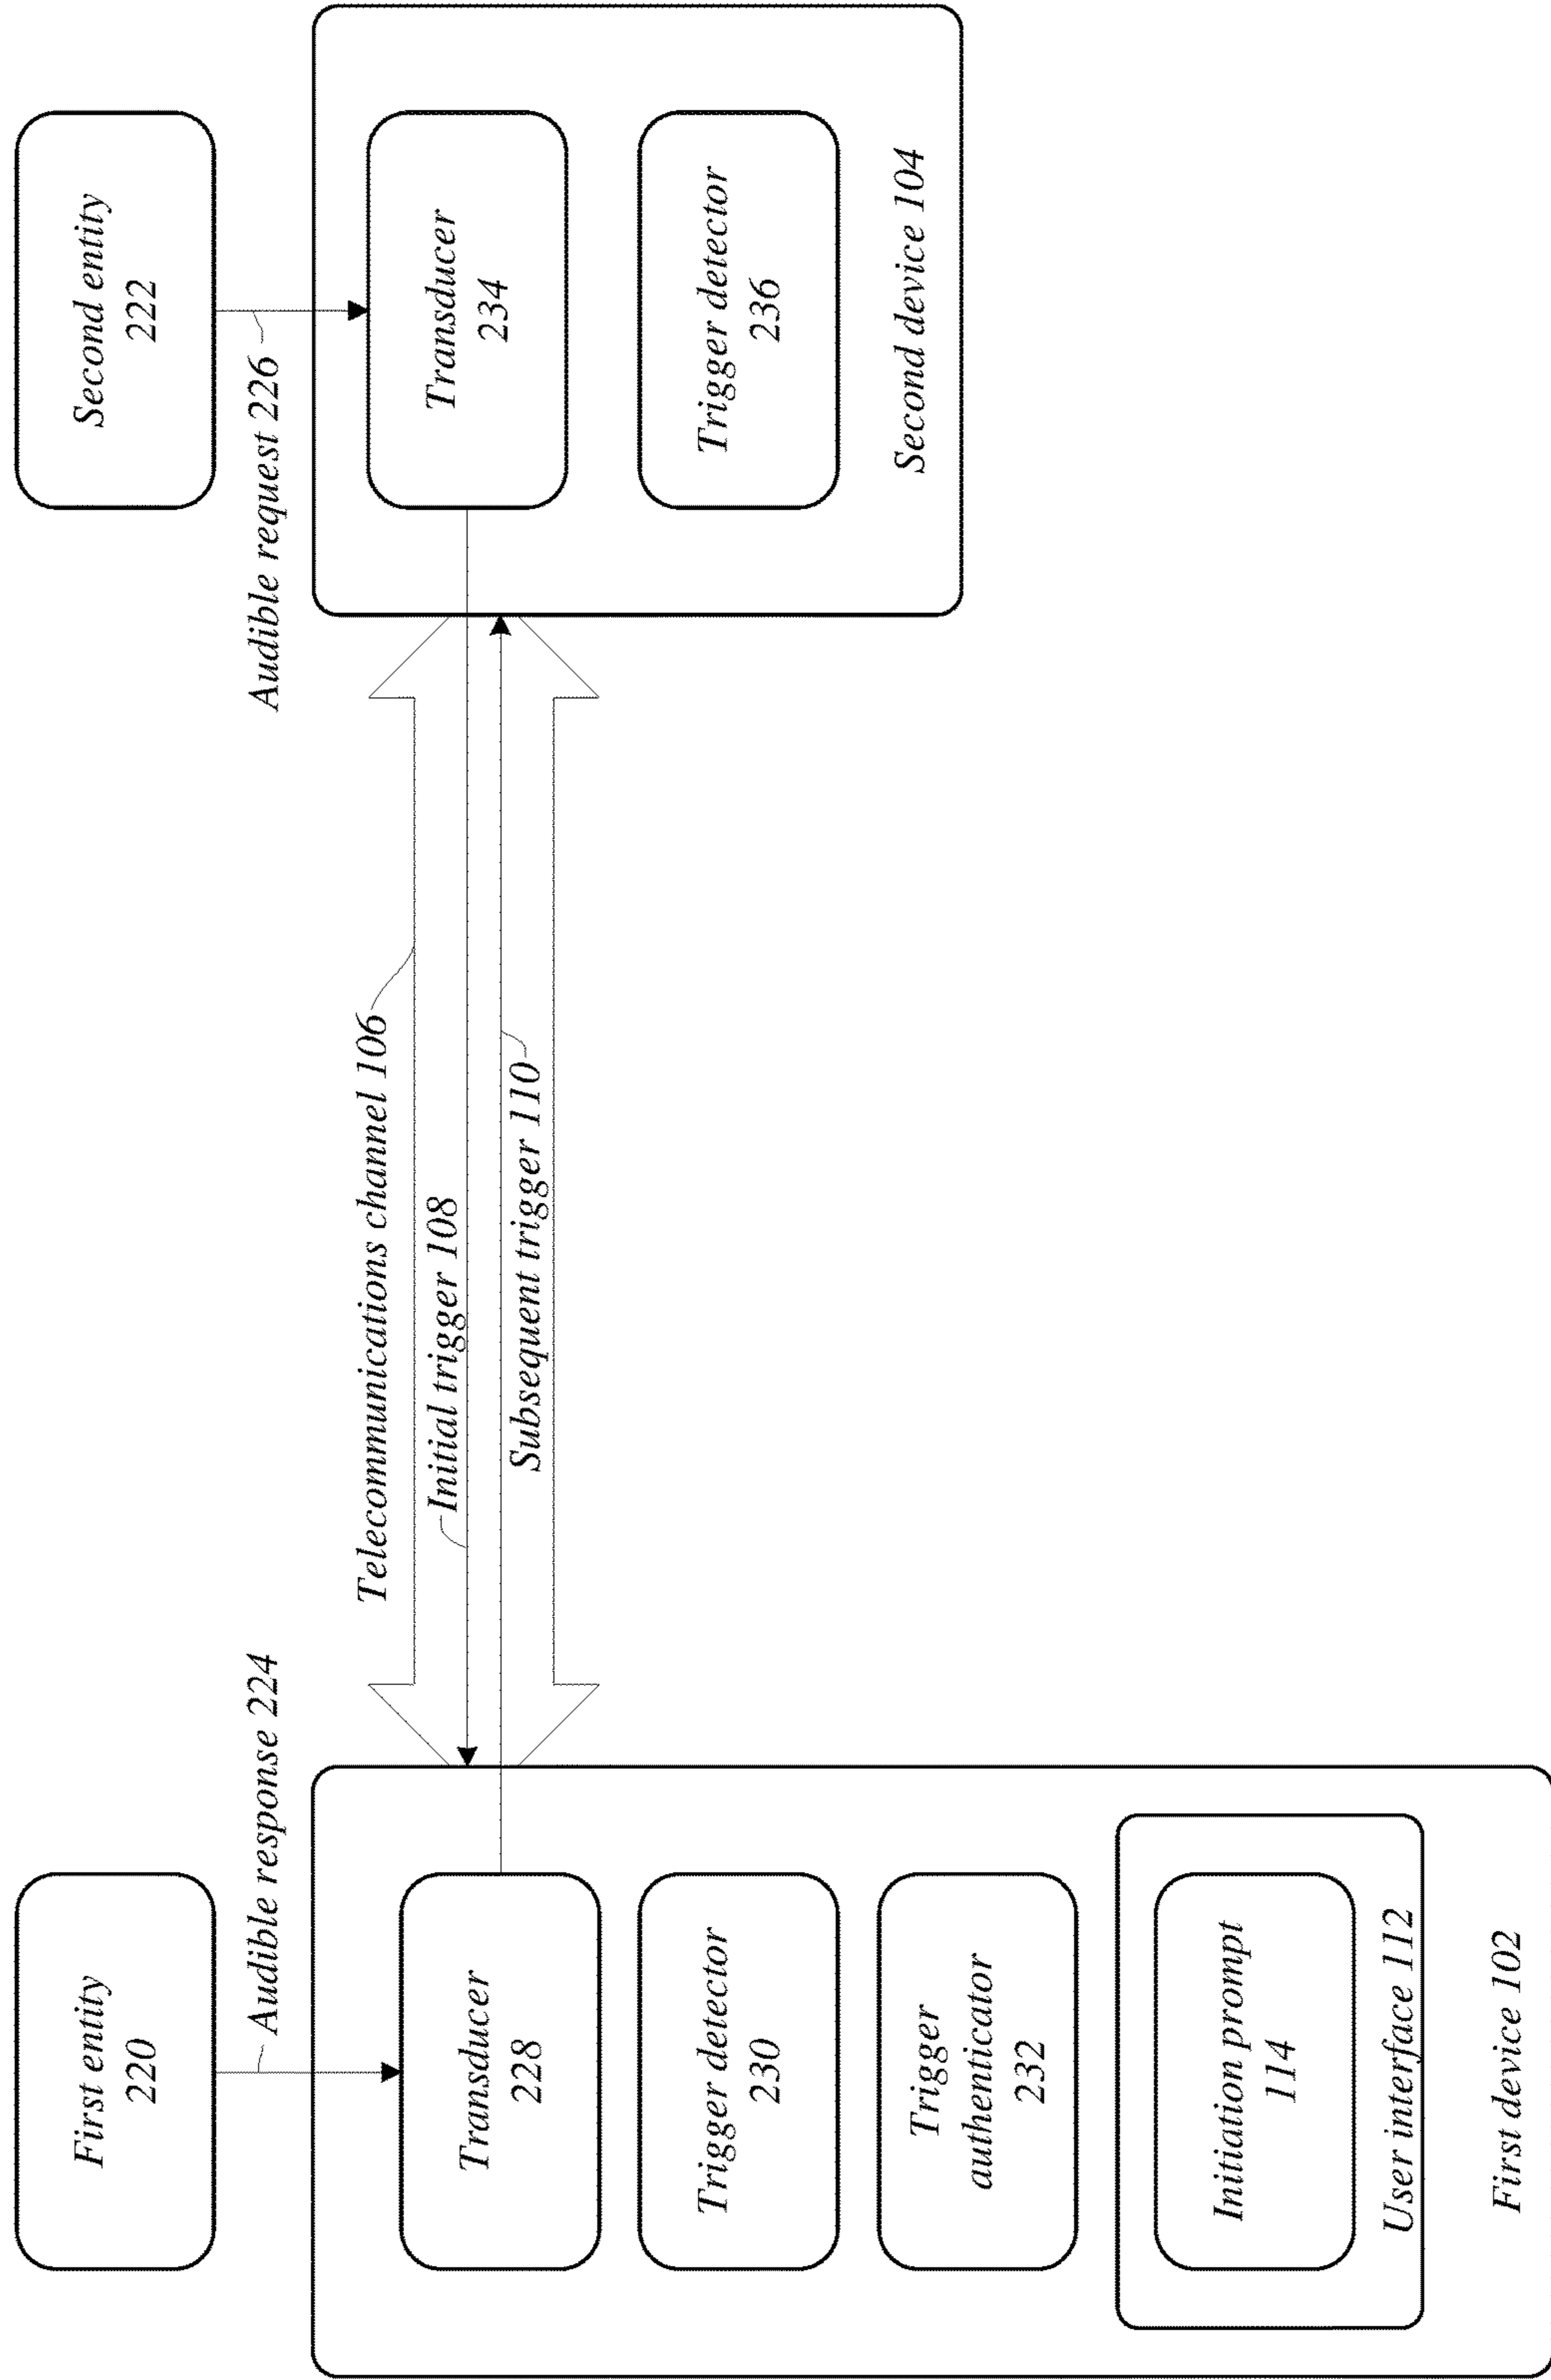 First entity
220
Second entity
222
Audible response 224
Audible request 226
Telecommunications channel 106
Initial trigger 108
Subsequent trigger 110
Transducer
228
Trigger detector
230
Trigger
authenticator
232
Initiation prompt
114
User interface 112
First device 102
Transducer
234
Trigger detector
236
Second device 104